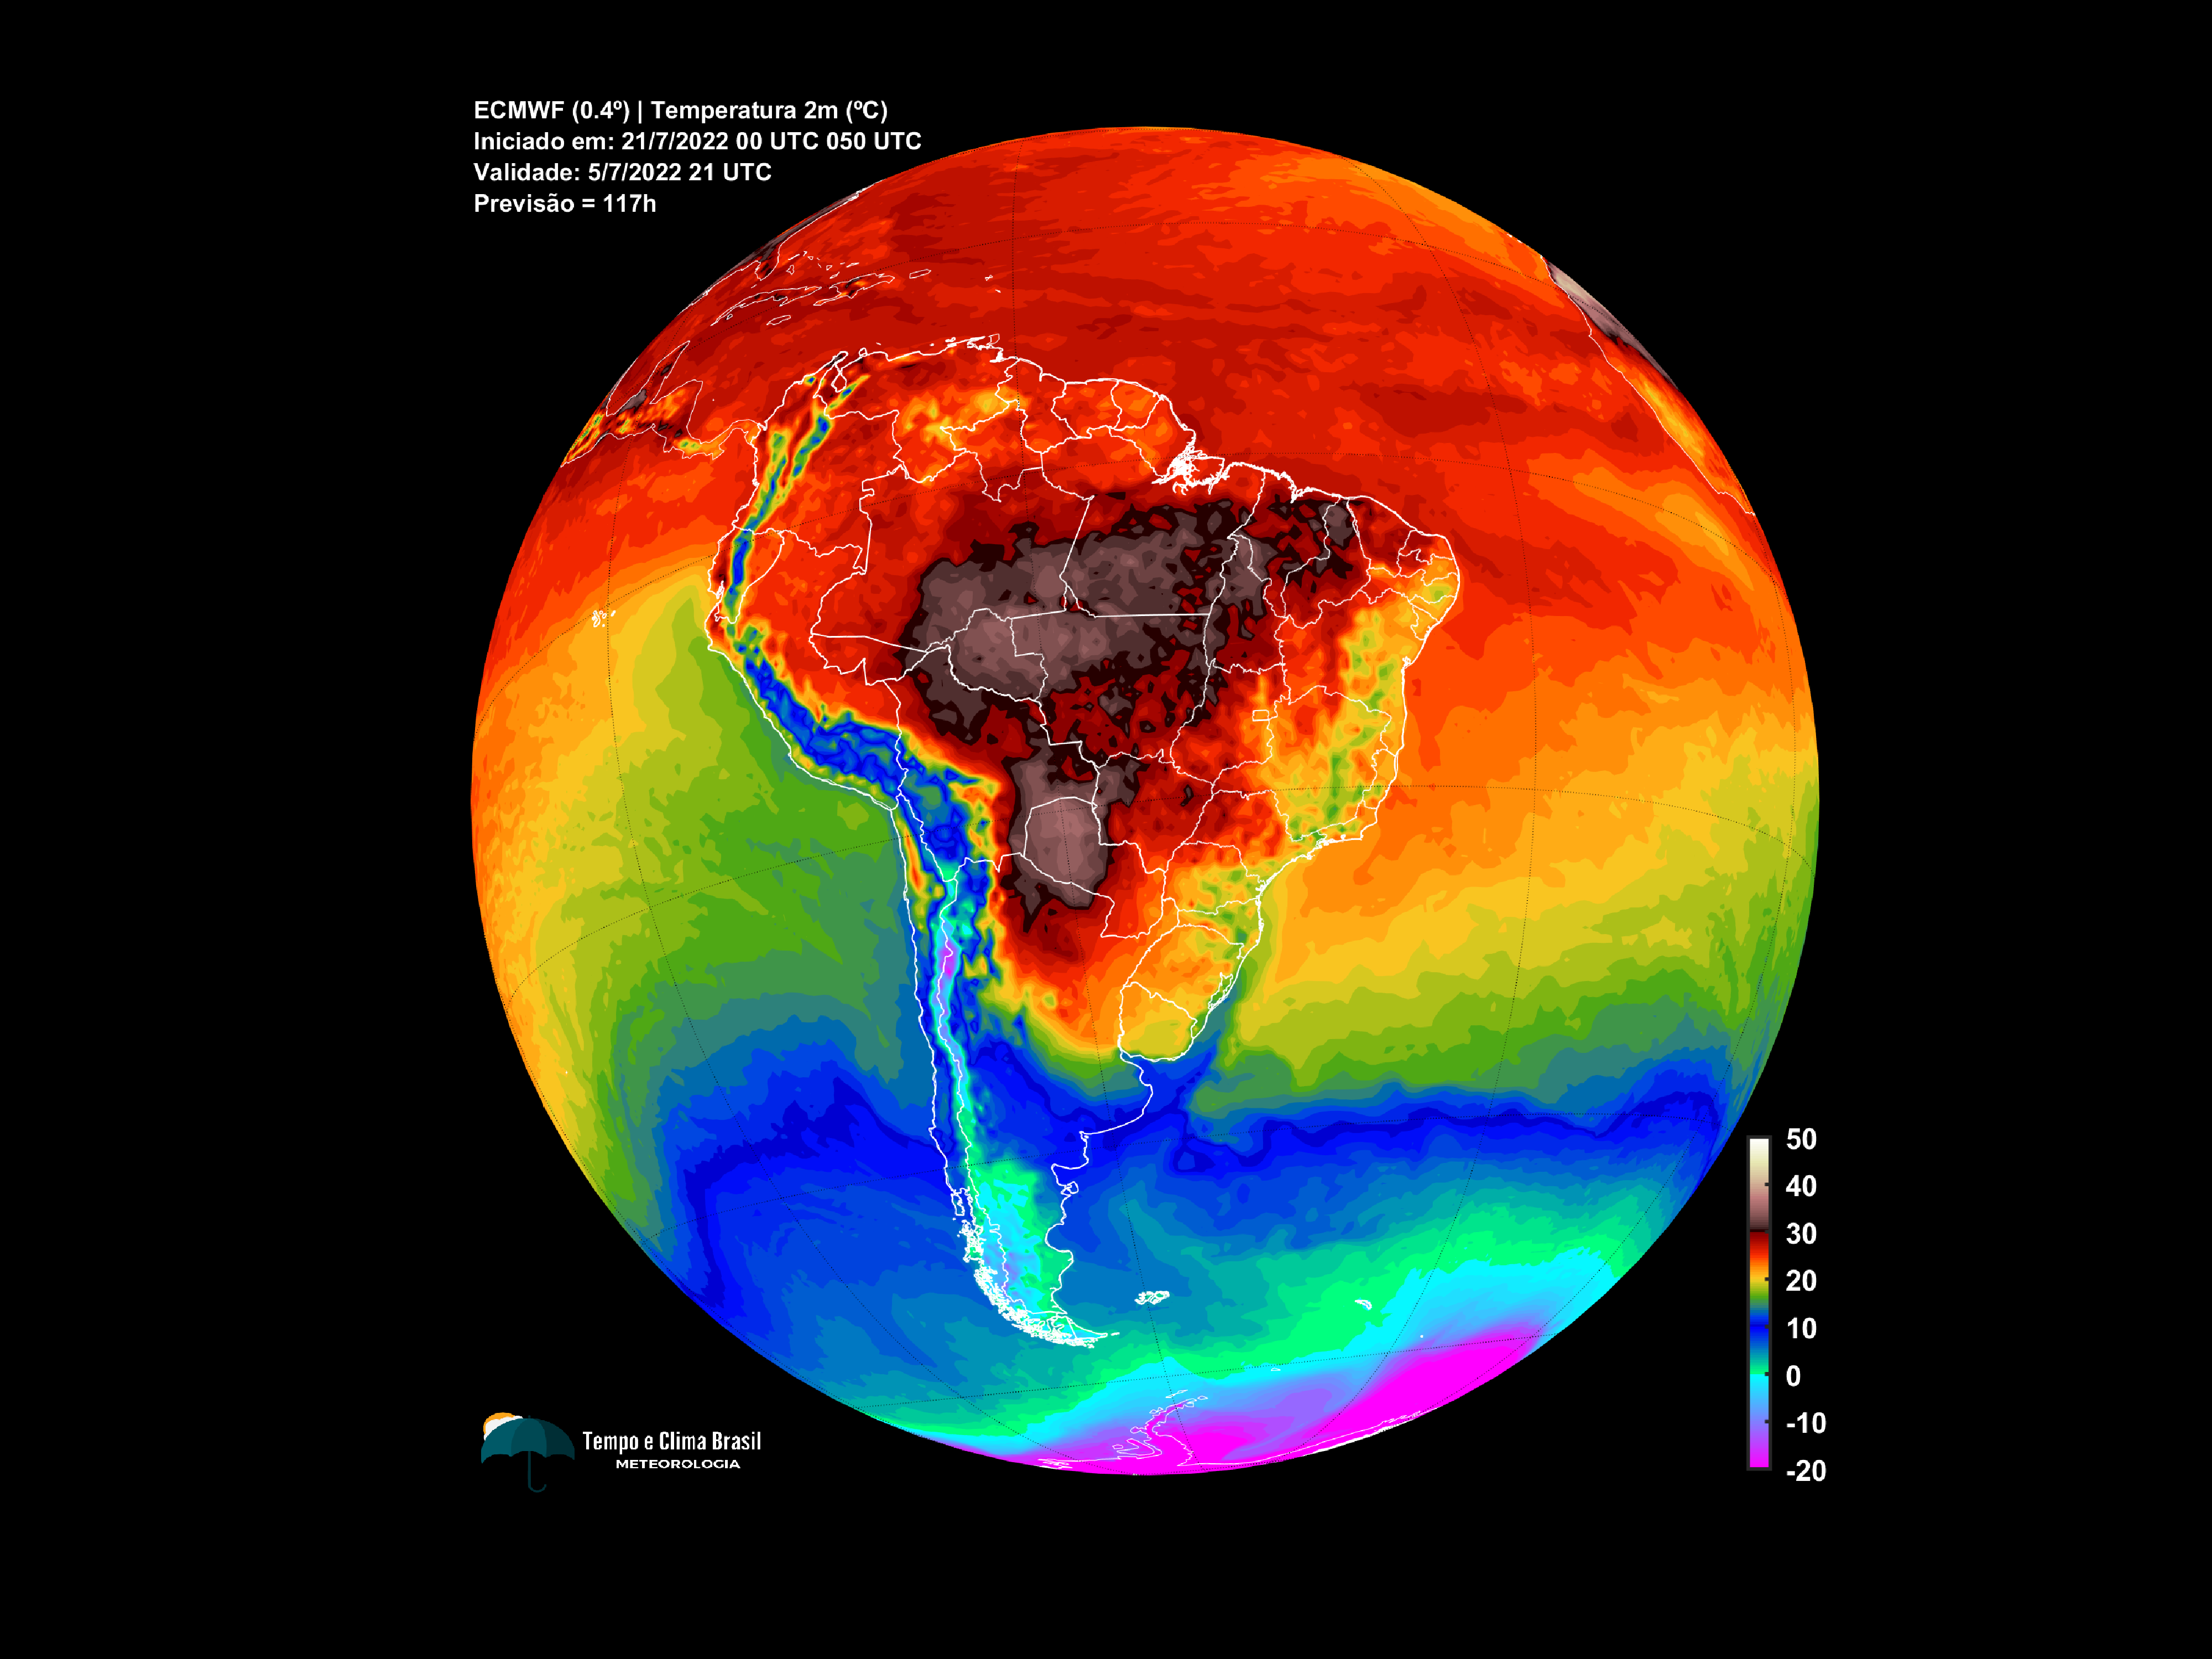 ECMWF (0.4º) | Temperatura 2m (ºC)
Iniciado em: 21/7/2022 00 UTC 050 UTC
Validade: 5/7/2022 21 UTC
Previsão = 117h
50
40
30
20
10
0
-10
-20
Tempo e Clima Brasil
METEOROLOGIA